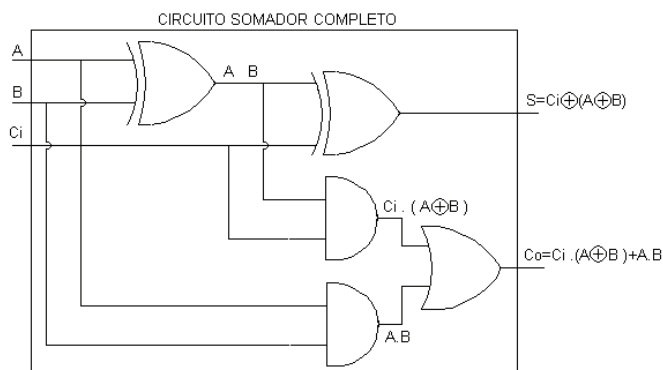 CIRCUITO SOMADOR COMPLETO
A
A B
B
S=Ci⊕(A⊕B)
Ci
Ci . (A⊕B)
Co=Ci .(A⊕B)+A.B
A.B